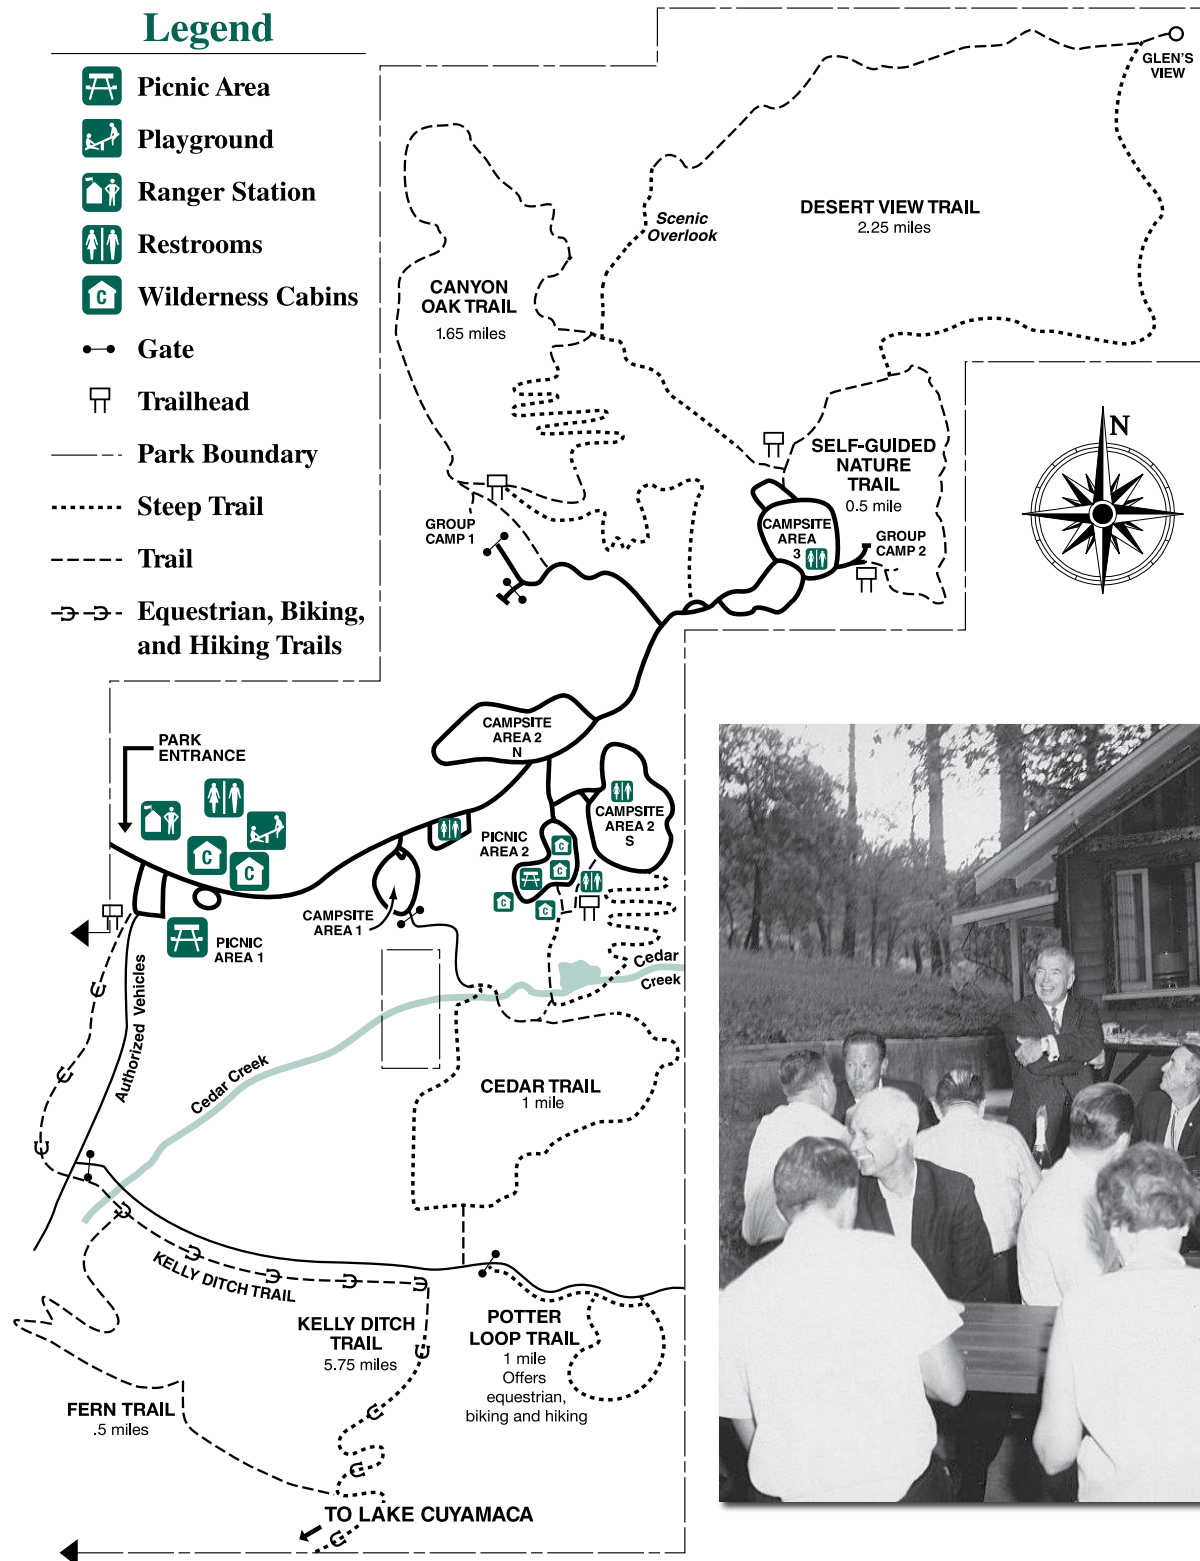 Legend
Picnic Area
Playground
Ranger Station
Restrooms
C
Wilderness Cabins
Gate
Trailhead
Park Boundary
Steep Trail
Trail
Equestrian, Biking,
and Hiking Trails
GLEN'S
VIEW
Scenic
Overlook
DESERT VIEW TRAIL
2.25 miles
CANYON
OAK TRAIL
1.65 miles
N
SELF-GUIDED
NATURE
TRAIL
0.5 mile
GROUP
CAMP 1
CAMPSITE
AREA
3
GROUP
CAMP 2
CAMPSITE
AREA 2
N
PARK
ENTRANCE
C
C
PICNIC
AREA 2
C
C
C
C
CAMPSITE
AREA 2
S
CAMPSITE
AREA 1
PICNIC
AREA 1
Cedar
Creek
Authorized Vehicles
Cedar Creek
CEDAR TRAIL
1 mile
KELLY DITCH TRAIL
KELLY DITCH
TRAIL
5.75 miles
POTTER
LOOP TRAIL
1 mile
Offers
equestrian,
biking and hiking
FERN TRAIL
.5 miles
TO LAKE CUYAMACA